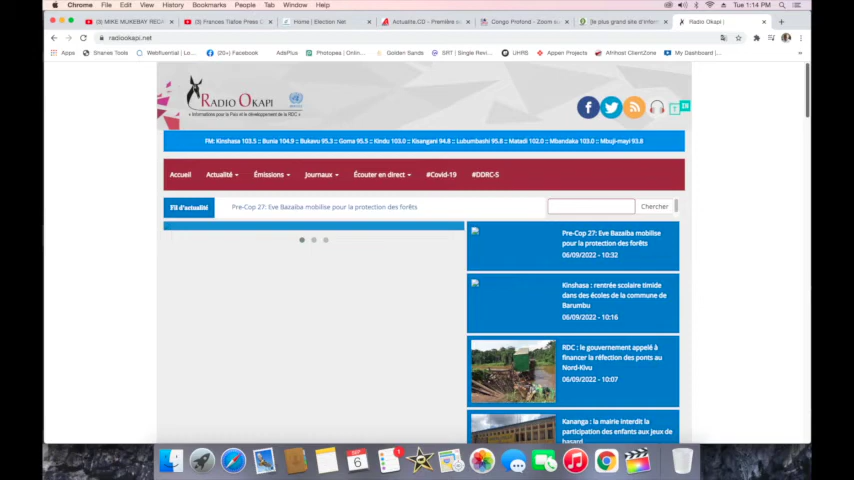 Chrome File Edit View History Bookmarks People Tab Window Help
Tue 1:14 PM
MIKE MUKEBAY
Frances Tiafoe Press C
Home | Election Net
Actualite.CD - Première
Congo Profond - Zoom
[le plus grand site d'infor
Radio Okapi |
radiookapi.net
Apps Webfluential | Shanes Tools (20+) Facebook AdePlus Photopea | Onlin... Golden Sands SRT | Single Revi... UHRS Appen Projects Afrihost ClientZone My Dashboard |...
RADIO OKAPI
« Informations pour la Paix et le développement de la RDC »
FM: Kinshasa 103.5 :: Bunia 104.9 :: Bukavu 95.3 :: Goma 95.5 :: Kindu 103.0 :: Kisangani 94.8 :: Lubumbashi 95.8 :: Matadi 102.0 :: Mbandaka 103.0 :: Mbuji-mayi 93.8
Accueil Actualité Émissions Journaux Écouter en direct #Covid-19 #DDRC-S
Fil d'actualité Pre-Cop 27: Eve Bazaiba mobilise pour la protection des forêts Chercher
Pre-Cop 27: Eve Bazaiba mobilise
pour la protection des forêts
06/09/2022 - 10:32
Kinshasa : rentrée scolaire timide
dans des écoles de la commune de
Barumbu
06/09/2022 - 10:16
RDC : le gouvernement appelé à
financer la réfection des ponts au
Nord-Kivu
06/09/2022 - 10:07
Kananga : la mairie interdit la
participation des enfants aux jeux de
hasard
SEP
6
1